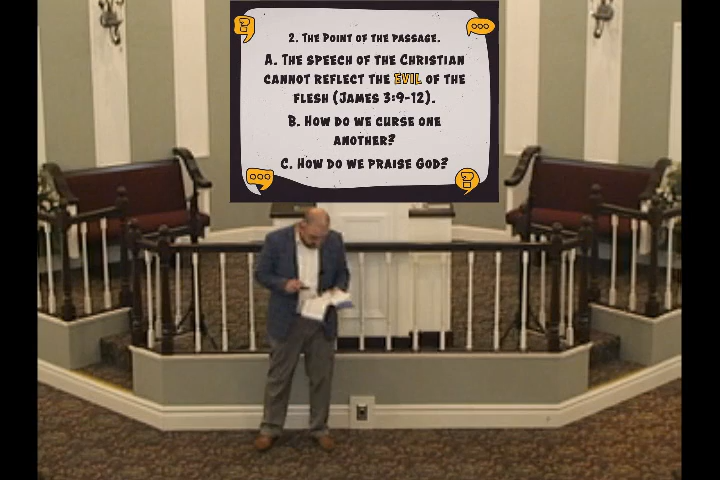 2. The Point of the passage.
A. The speech of the Christian
cannot reflect the evil of the
flesh (James 3:9-12).
B. How do we curse one
another?
C. How do we praise God?